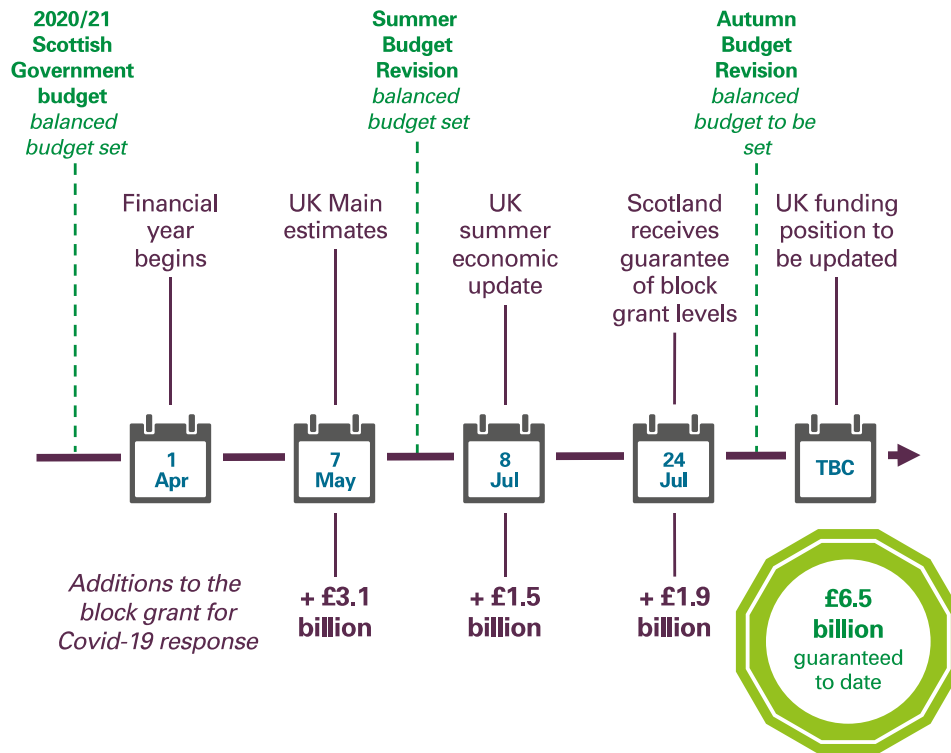 2020/21
Scottish
Government
budget
balanced
budget set
Summer
Budget
Revision
balanced
budget set
Autumn
Budget
Revision
balanced
budget to be
set
Financial
year
begins
UK Main
estimates
UK
summer
economic
update
Scotland
receives
guarantee
of block
grant levels
UK funding
position to
be updated
1
Apr
7
May
8
Jul
24
Jul
TBC
Additions to the
block grant for
Covid-19 response
+ £3.1
billion
+ £1.5
billion
+ £1.9
billion
£6.5
billion
guaranteed
to date